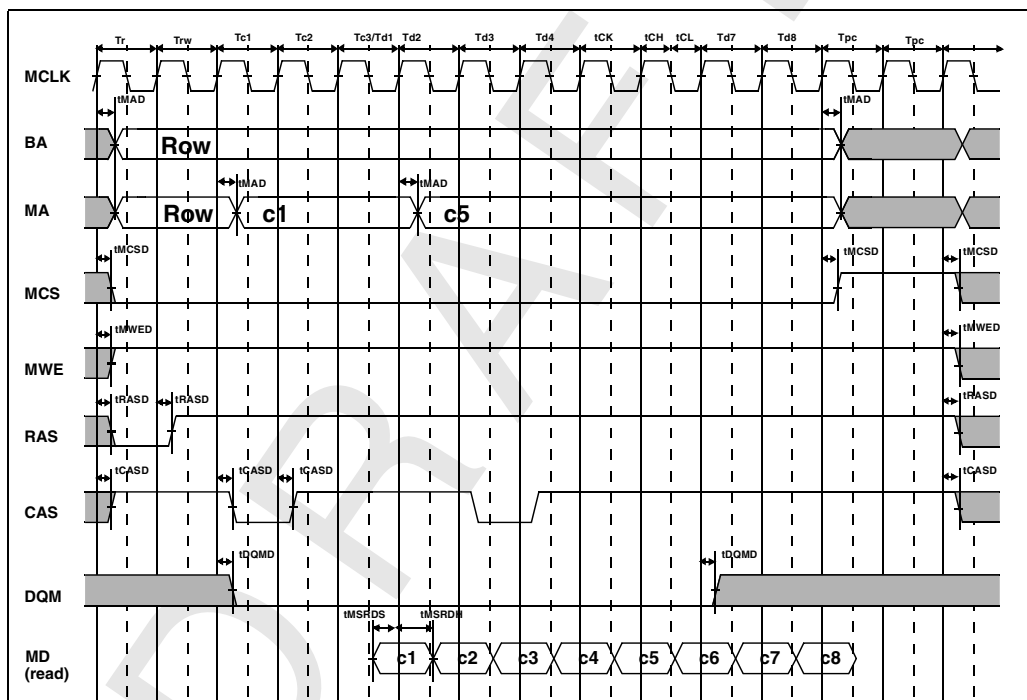 Tr Trw Tc1 Tc2 Tc3/Td1 Td2 Td3 Td4 tCK tCH tCL Td7 Td8 Tpc Tpc
MCLK
tMAD tMAD
BA Row
tMAD tMAD
MA Row c1 c5
tMCSD tMCSD tMCSD
MCS
tMWED tMWED
MWE
tRASD tRASD tRASD
RAS
tCASD tCASD tCASD tCASD
CAS
tDQMD tDQMD
DQM
tMSRDS tMSRDH
MD c1 c2 c3 c4 c5 c6 c7 c8
(read)
DRAFT